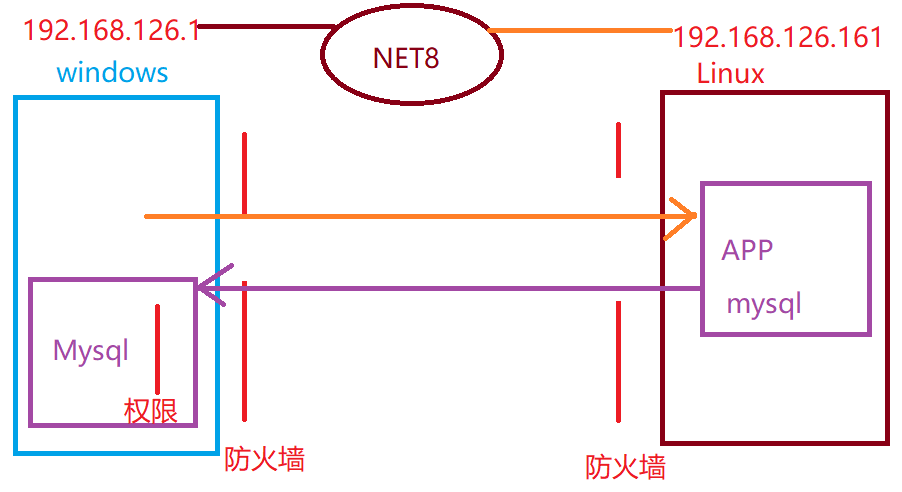 192.168.126.1
NET8
192.168.126.161
windows
Linux
APP
mysql
Mysql
权限
防火墙
防火墙